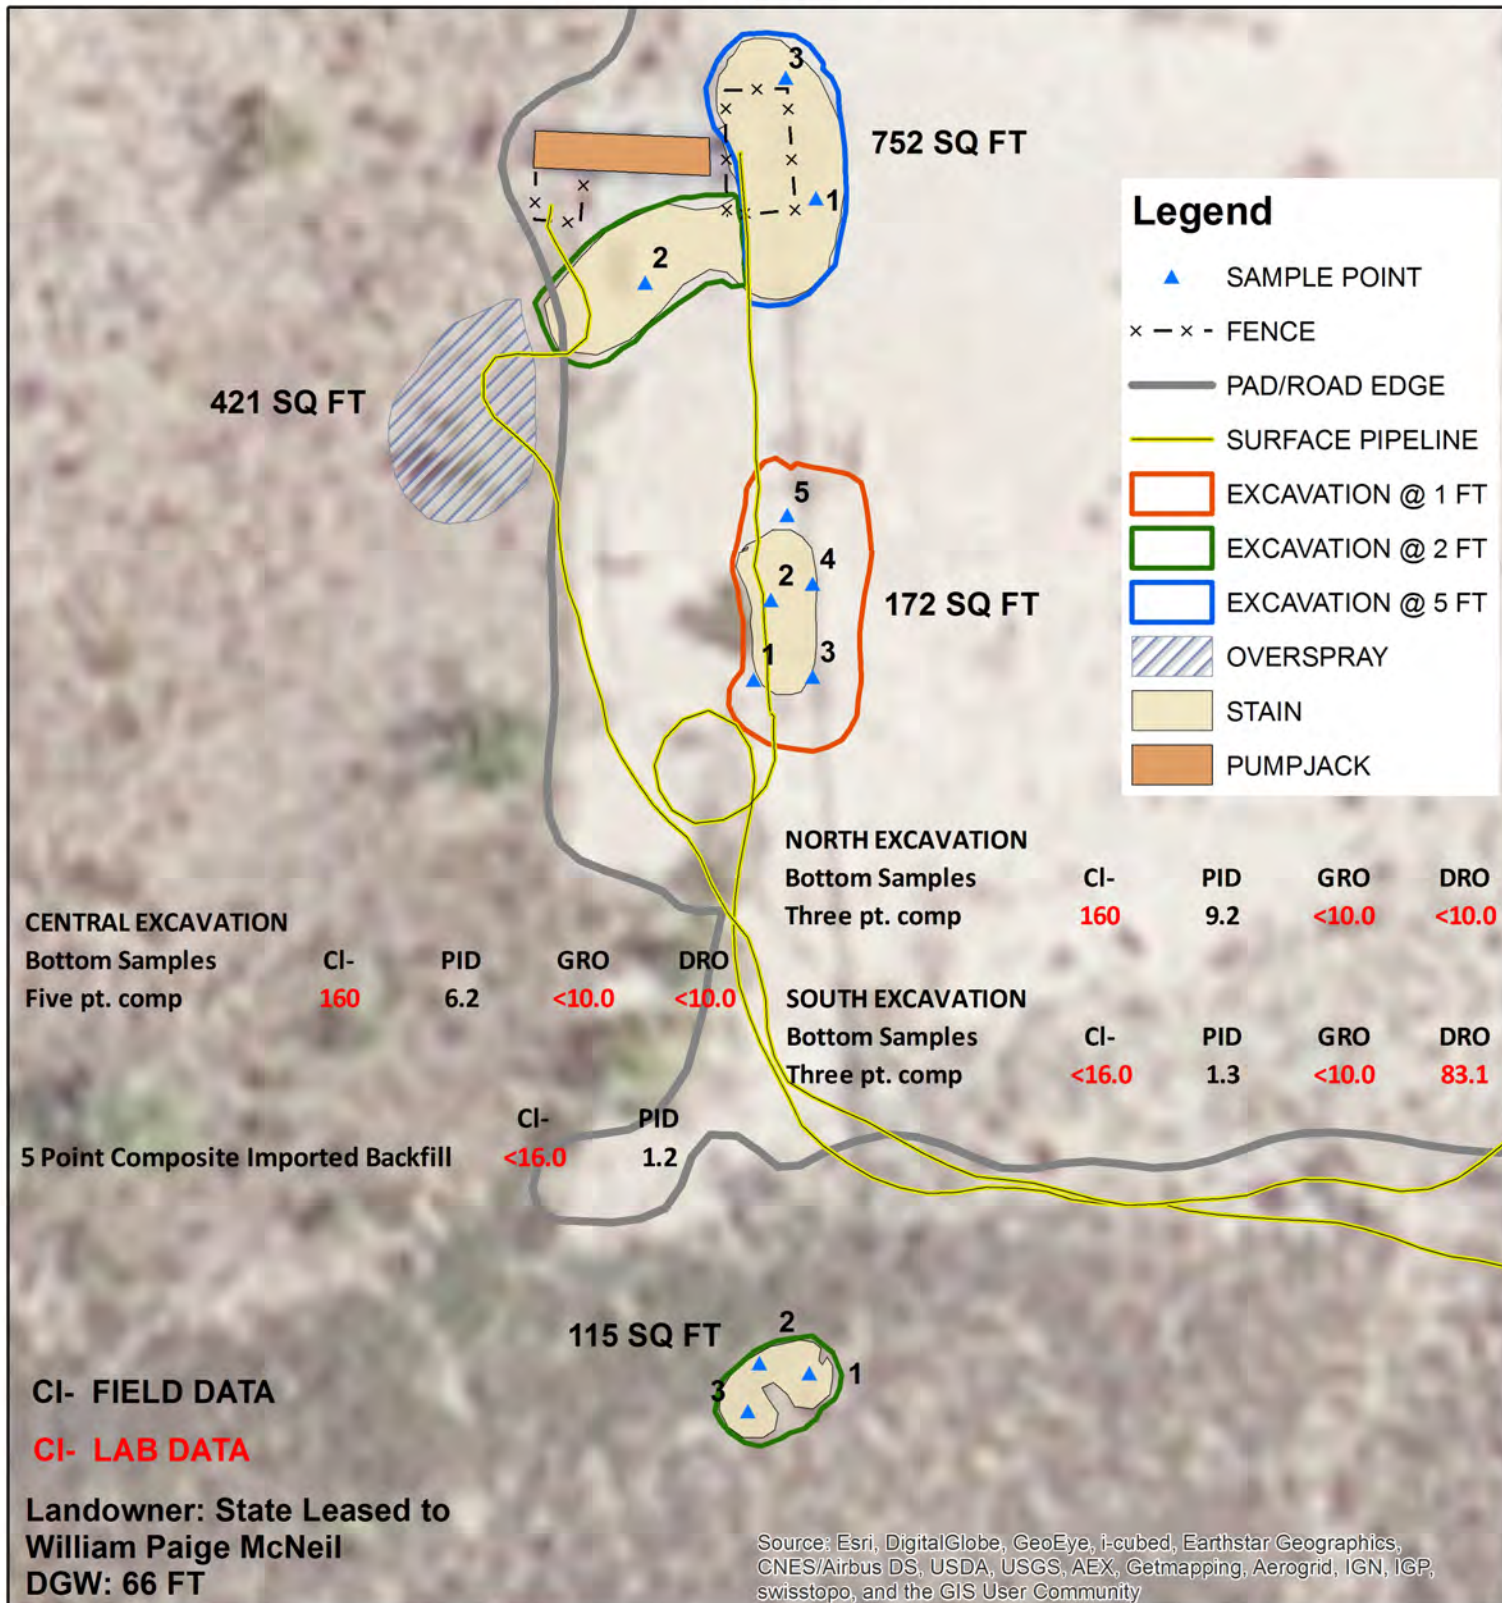 3
752 SQ FT
1
2
421 SQ FT
Legend
SAMPLE POINT
FENCE
PAD/ROAD EDGE
SURFACE PIPELINE
EXCAVATION @ 1 FT
EXCAVATION @ 2 FT
EXCAVATION @ 5 FT
OVERSPRAY
STAIN
PUMPJACK
5
4
2
172 SQ FT
1
3
NORTH EXCAVATION
Bottom Samples Cl- PID GRO DRO
Three pt. comp 160 9.2 <10.0 <10.0
CENTRAL EXCAVATION
Bottom Samples Cl- PID GRO DRO
Five pt. comp 160 6.2 <10.0 <10.0
SOUTH EXCAVATION
Bottom Samples Cl- PID GRO DRO
Three pt. comp <16.0 1.3 <10.0 83.1
Cl- PID
5 Point Composite Imported Backfill <16.0 1.2
115 SQ FT
2
1
3
Cl- FIELD DATA
Cl- LAB DATA
Landowner: State Leased to
William Paige McNeil
DGW: 66 FT
Source: Esri, DigitalGlobe, GeoEye, i-cubed, Earthstar Geographics,
CNES/Airbus DS, USDA, USGS, AEX, Getmapping, Aerogrid, IGN, IGP,
swisstopo, and the GIS User Community